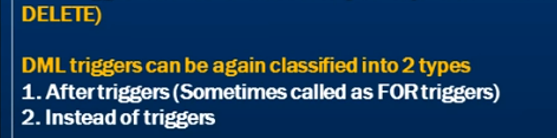 DELETE)
DML triggers can be again classified into 2 types
1. After triggers (Sometimes called as FOR triggers)
2. Instead of triggers